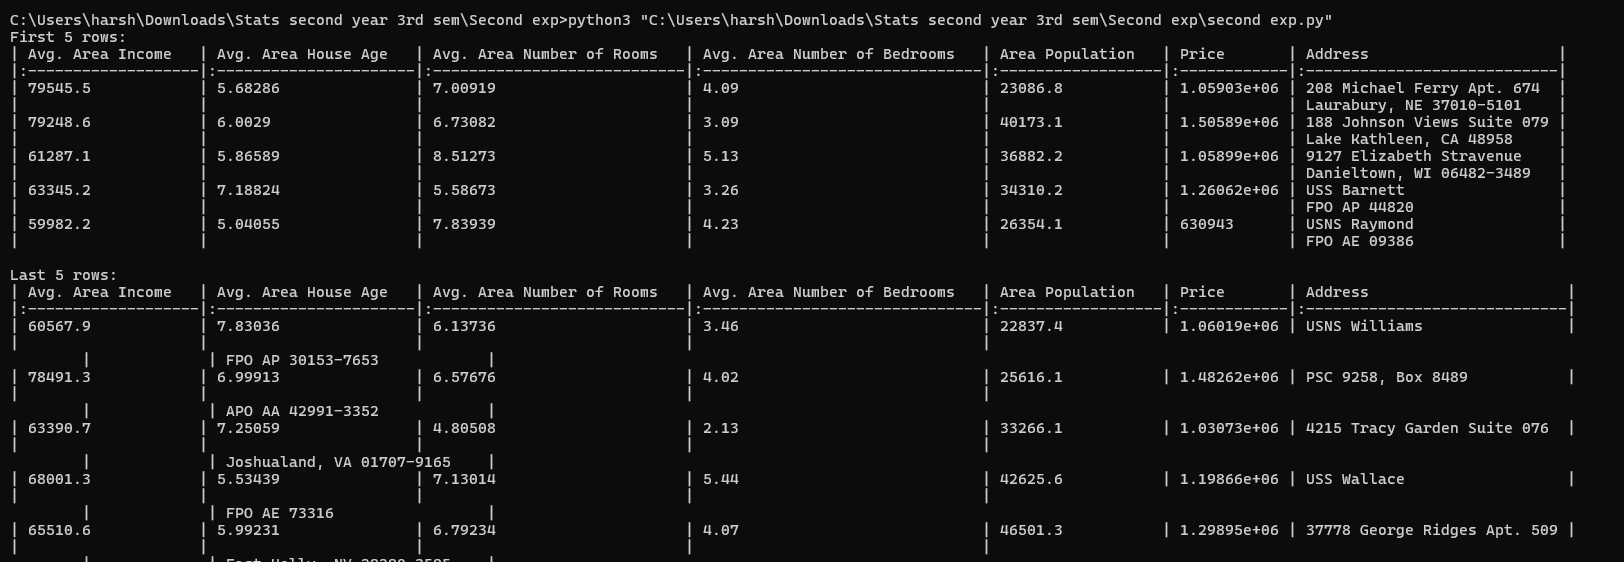 C:\Users\harsh\Downloads\Stats second year 3rd sem\Second exp>python3 "C:\Users\harsh\Downloads\Stats second year 3rd sem\Second exp\second exp.py"
First 5 rows:
| Avg. Area Income   | Avg. Area House Age   | Avg. Area Number of Rooms   | Avg. Area Number of Bedrooms   | Area Population   | Price       | Address                     |
|:-------------------|:----------------------|:----------------------------|:-------------------------------|:------------------|:------------|:----------------------------|
| 79545.5            | 5.68286               | 7.00919                     | 4.09                           | 23086.8           | 1.05903e+06 | 208 Michael Ferry Apt. 674  |
|                    |                       |                             |                                |                   |             | Laurabury, NE 37010-5101    |
| 79248.6            | 6.0029                | 6.73082                     | 3.09                           | 40173.1           | 1.50589e+06 | 188 Johnson Views Suite 079 |
|                    |                       |                             |                                |                   |             | Lake Kathleen, CA 48958     |
| 61287.1            | 5.86589               | 8.51273                     | 5.13                           | 36882.2           | 1.05899e+06 | 9127 Elizabeth Stravenue    |
|                    |                       |                             |                                |                   |             | Danieltown, WI 06482-3489   |
| 63345.2            | 7.18824               | 5.58673                     | 3.26                           | 34310.2           | 1.26062e+06 | USS Barnett                 |
|                    |                       |                             |                                |                   |             | FPO AP 44820                |
| 59982.2            | 5.04055               | 7.83939                     | 4.23                           | 26354.1           | 630943      | USNS Raymond                |
|                    |                       |                             |                                |                   |             | FPO AE 09386                |
Last 5 rows:
| Avg. Area Income   | Avg. Area House Age   | Avg. Area Number of Rooms   | Avg. Area Number of Bedrooms   | Area Population   | Price       | Address                      |
|:-------------------|:----------------------|:----------------------------|:-------------------------------|:------------------|:------------|:-----------------------------|
| 60567.9            | 7.83036               | 6.13736                     | 3.46                           | 22837.4           | 1.06019e+06 | USNS Williams                |
|                    |                       |                             |                                |
        |             | FPO AP 30153-7653            |
| 78491.3            | 6.99913               | 6.57676                     | 4.02                           | 25616.1           | 1.48262e+06 | PSC 9258, Box 8489           |
|                    |                       |                             |                                |
        |             | APO AA 42991-3352            |
| 63390.7            | 7.25059               | 4.80508                     | 2.13                           | 33266.1           | 1.03073e+06 | 4215 Tracy Garden Suite 076  |
|                    |                       |                             |                                |
        |             | Joshualand, VA 01707-9165    |
| 68001.3            | 5.53439               | 7.13014                     | 5.44                           | 42625.6           | 1.19866e+06 | USS Wallace                  |
|                    |                       |                             |                                |
        |             | FPO AE 73316                 |
| 65510.6            | 5.99231               | 6.79234                     | 4.07                           | 46501.3           | 1.29895e+06 | 37778 George Ridges Apt. 509 |
|                    |                       |                             |                                |